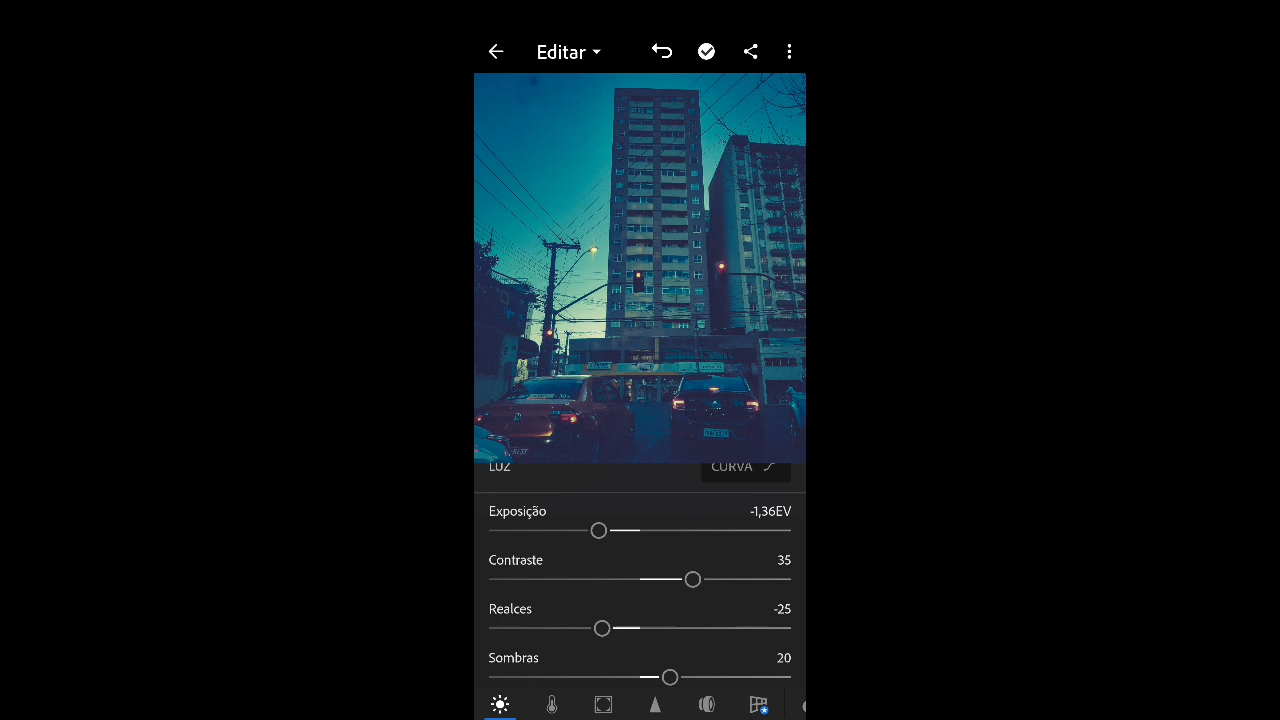 Editar
LUZ
CURVA
Exposição -1,36EV
Contraste 35
Realces -25
Sombras 20